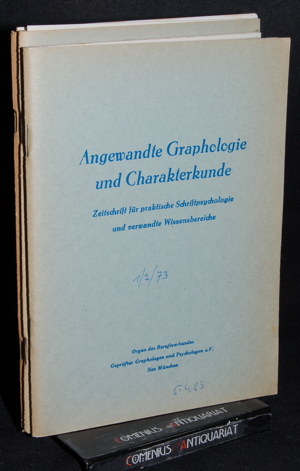 Angewandte Graphologie
und Charakterkunde
Zeitschrift für praktische Schriftpsychologie
und verwandte Wissensbereiche
1/2/73
Organ des Berufsverbandes
Geprüfter Graphologen und Psychologen e.V.
Sitz München
COMENIUS ANTIQUARIAT
COMENIUS ANTIQUARIAT